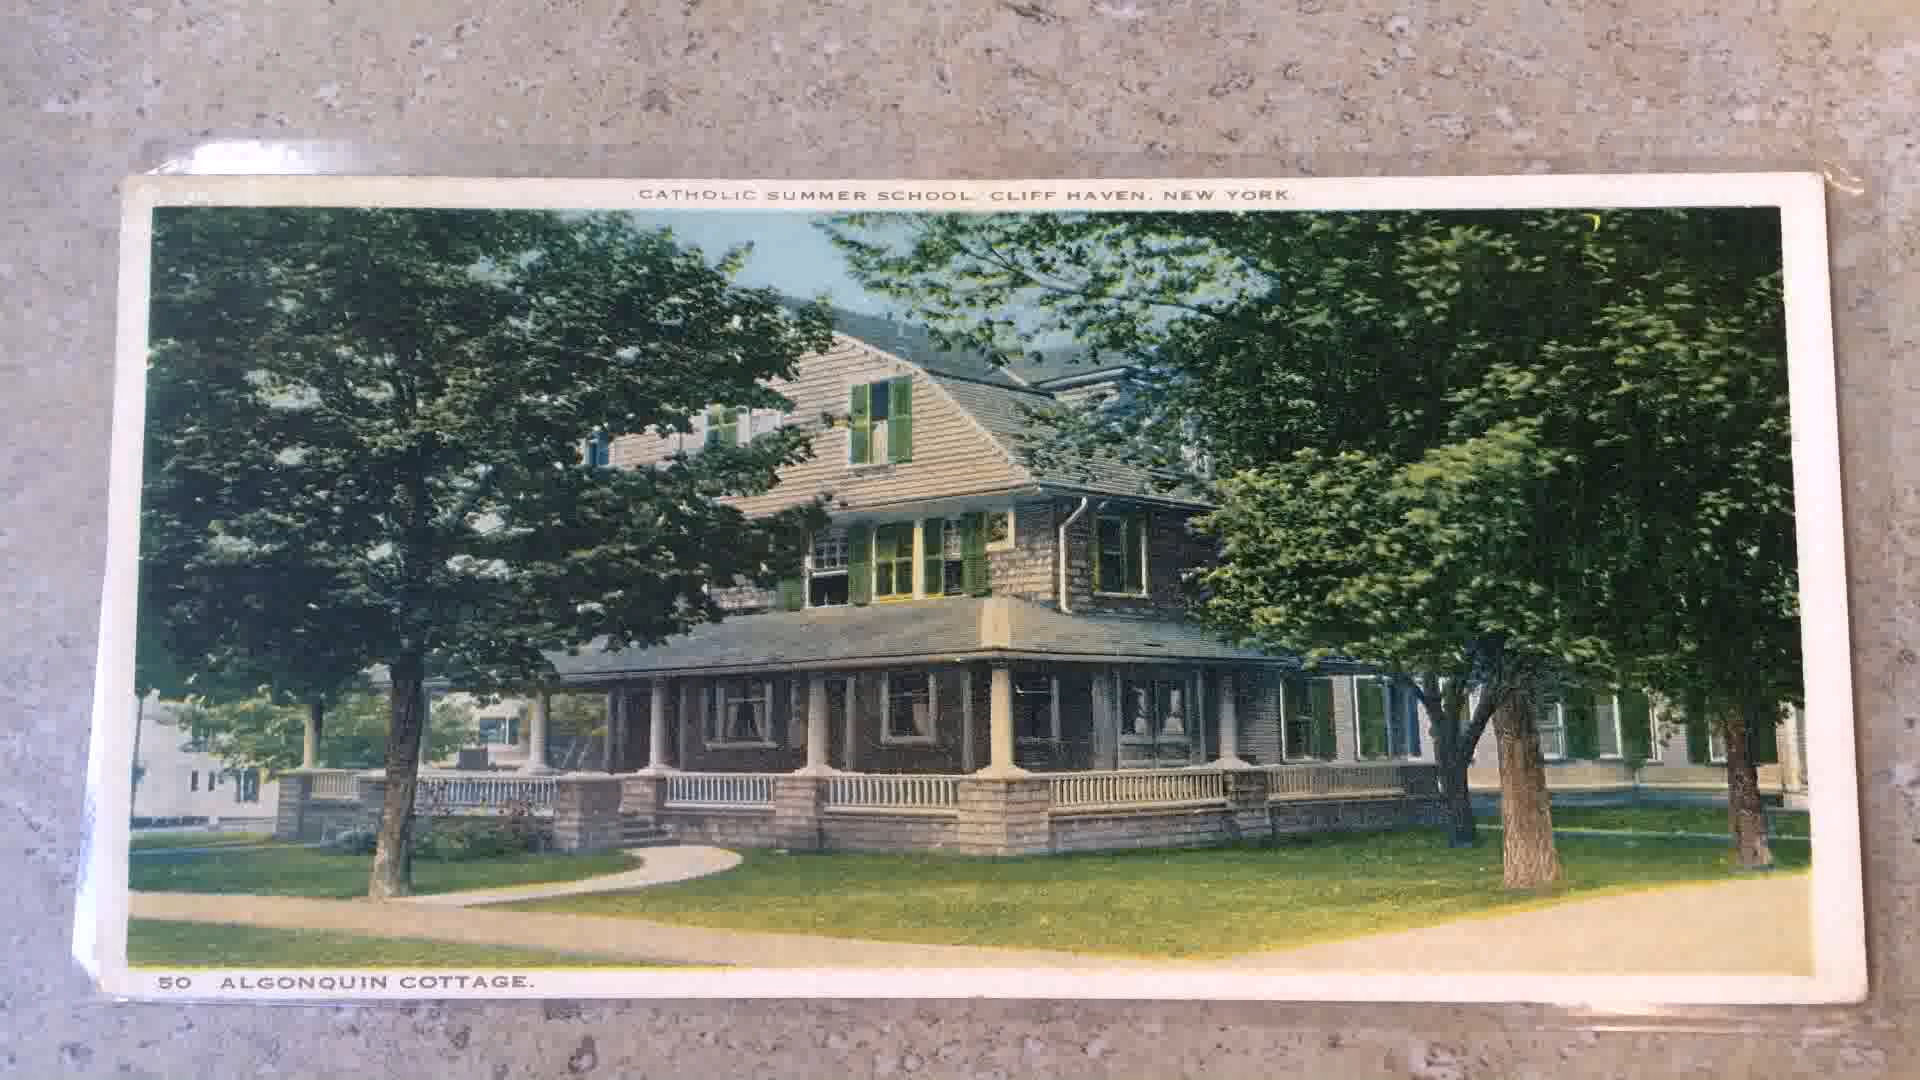 CATHOLIC SUMMER SCHOOL. CLIFF HAVEN, NEW YORK.
50 ALGONQUIN COTTAGE.